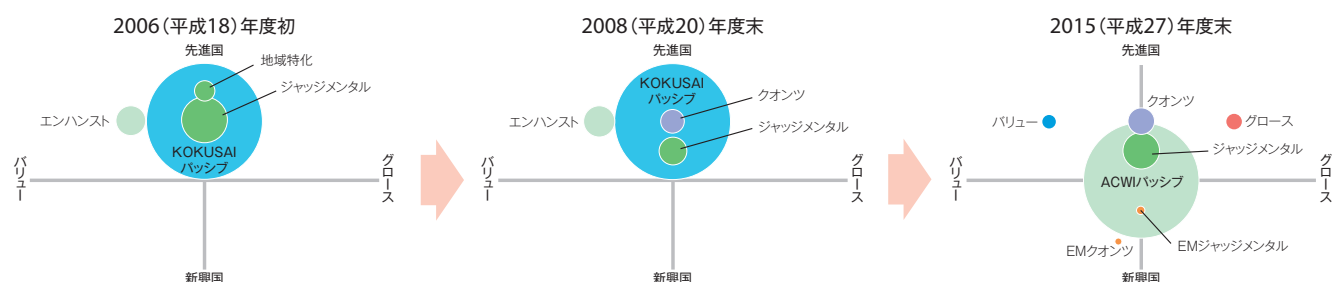 2006(平成18)年度初
先進国
地域特化
ジャッジメンタル
エンハンスト
KOKUSAI
パッシブ
バリュー
グロース
新興国
2008(平成20)年度末
先進国
KOKUSAI
パッシブ
クオンツ
エンハンスト
ジャッジメンタル
バリュー
グロース
新興国
2015(平成27)年度末
先進国
クオンツ
バリュー
グロース
ジャッジメンタル
バリュー
ACWIパッシブ
グロース
EMクオンツ
EMジャッジメンタル
新興国